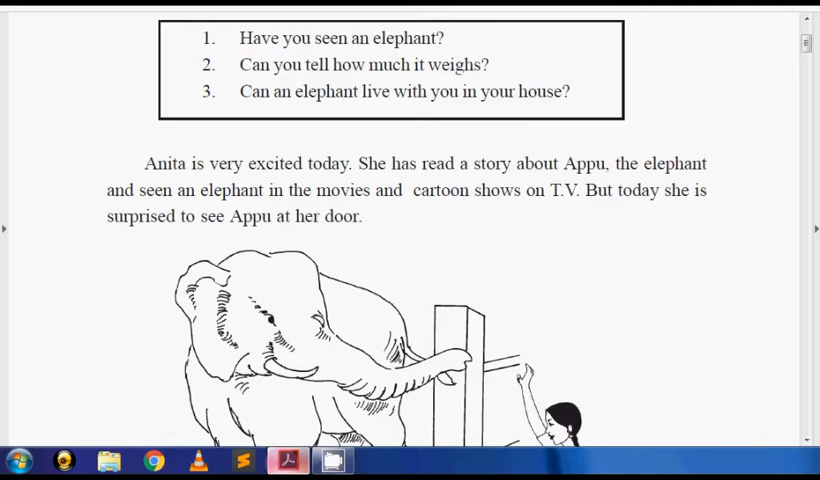 1. Have you seen an elephant?
2. Can you tell how much it weighs?
3. Can an elephant live with you in your house?
Anita is very excited today. She has read a story about Appu, the elephant
and seen an elephant in the movies and cartoon shows on T.V. But today she is
surprised to see Appu at her door.